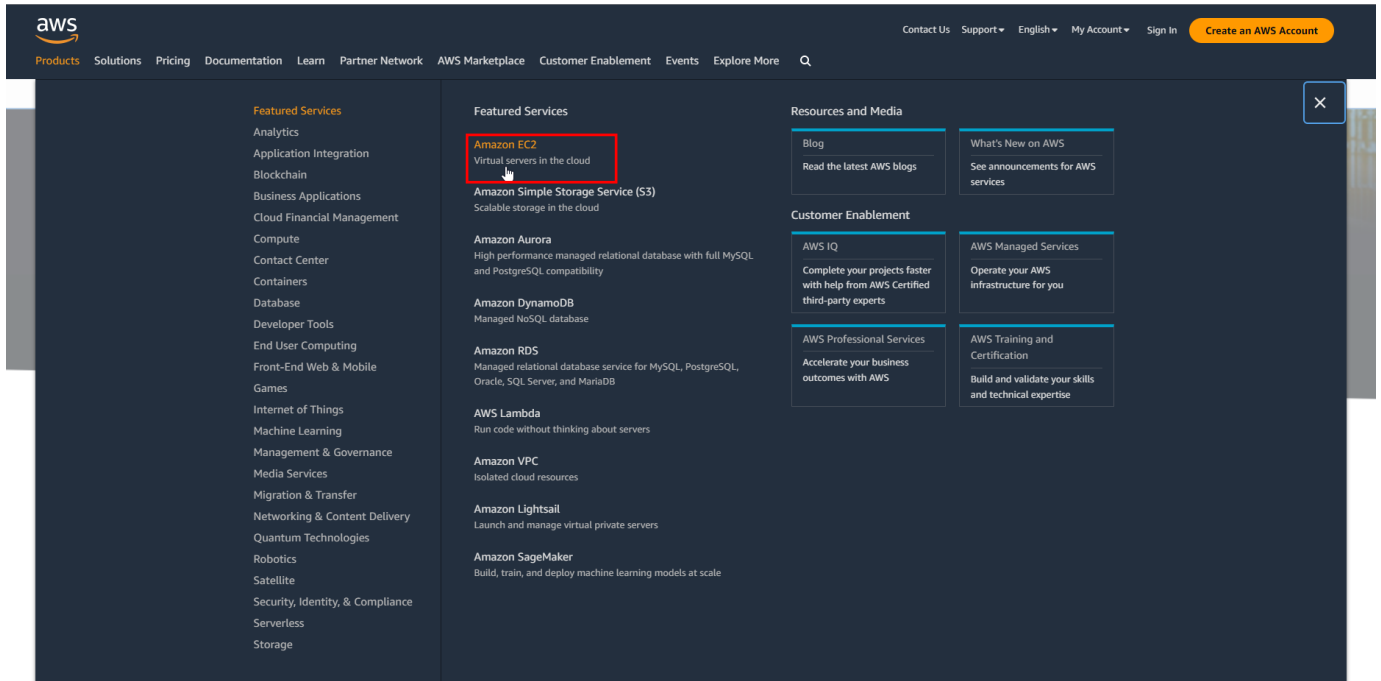 aws
Contact Us Support English My Account Sign In Create an AWS Account
Products Solutions Pricing Documentation Learn Partner Network AWS Marketplace Customer Enablement Events Explore More
Featured Services
Analytics
Application Integration
Blockchain
Business Applications
Cloud Financial Management
Compute
Contact Center
Containers
Database
Developer Tools
End User Computing
Front-End Web & Mobile
Games
Internet of Things
Machine Learning
Management & Governance
Media Services
Migration & Transfer
Networking & Content Delivery
Quantum Technologies
Robotics
Satellite
Security, Identity, & Compliance
Serverless
Storage
Featured Services
Amazon EC2
Virtual servers in the cloud
Amazon Simple Storage Service (S3)
Scalable storage in the cloud
Amazon Aurora
High performance managed relational database with full MySQL
and PostgreSQL compatibility
Amazon DynamoDB
Managed NoSQL database
Amazon RDS
Managed relational database service for MySQL, PostgreSQL,
Oracle, SQL Server, and MariaDB
AWS Lambda
Run code without thinking about servers
Amazon VPC
Isolated cloud resources
Amazon Lightsail
Launch and manage virtual private servers
Amazon SageMaker
Build, train, and deploy machine learning models at scale
Resources and Media
Blog
Read the latest AWS blogs
What's New on AWS
See announcements for AWS
services
Customer Enablement
AWS IQ
Complete your projects faster
with help from AWS Certified
third-party experts
AWS Managed Services
Operate your AWS
infrastructure for you
AWS Professional Services
Accelerate your business
outcomes with AWS
AWS Training and
Certification
Build and validate your skills
and technical expertise